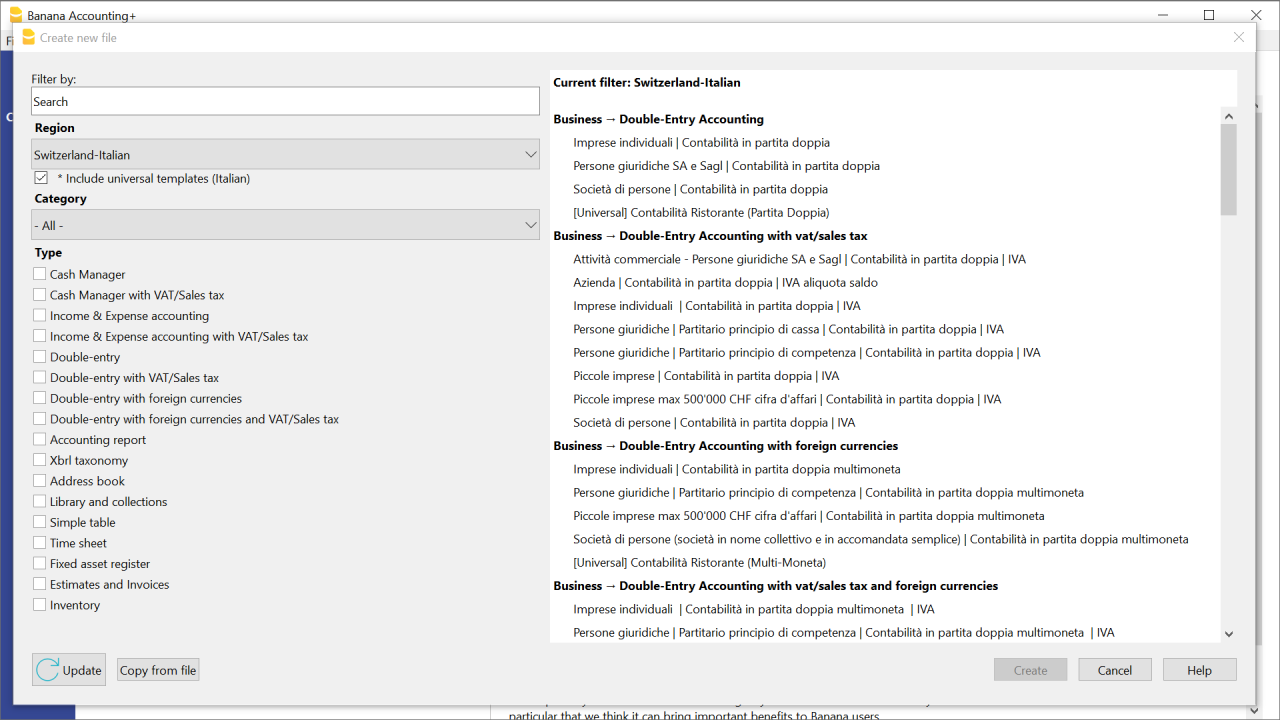 Banana Accounting+
Create new file
Filter by:
Search
Region
Switzerland-Italian
* Include universal templates (Italian)
Category
- All -
Type
Cash Manager
Cash Manager with VAT/Sales tax
Income & Expense accounting
Income & Expense accounting with VAT/Sales tax
Double-entry
Double-entry with VAT/Sales tax
Double-entry with foreign currencies
Double-entry with foreign currencies and VAT/Sales tax
Accounting report
Xbrl taxonomy
Address book
Library and collections
Simple table
Time sheet
Fixed asset register
Estimates and Invoices
Inventory
Update
Copy from file
Current filter: Switzerland-Italian
Business → Double-Entry Accounting
Imprese individuali | Contabilità in partita doppia
Persone giuridiche SA e Sagl | Contabilità in partita doppia
Società di persone | Contabilità in partita doppia
[Universal] Contabilità Ristorante (Partita Doppia)
Business → Double-Entry Accounting with vat/sales tax
Attività commerciale - Persone giuridiche SA e Sagl | Contabilità in partita doppia | IVA
Azienda | Contabilità in partita doppia | IVA aliquota saldo
Imprese individuali | Contabilità in partita doppia | IVA
Persone giuridiche | Partitario principio di cassa | Contabilità in partita doppia | IVA
Persone giuridiche | Partitario principio di competenza | Contabilità in partita doppia | IVA
Piccole imprese | Contabilità in partita doppia | IVA
Piccole imprese max 500'000 CHF cifra d'affari | Contabilità in partita doppia | IVA
Società di persone | Contabilità in partita doppia | IVA
Business → Double-Entry Accounting with foreign currencies
Imprese individuali | Contabilità in partita doppia multimoneta
Persone giuridiche | Partitario principio di competenza | Contabilità in partita doppia multimoneta
Piccole imprese max 500'000 CHF cifra d'affari | Contabilità in partita doppia multimoneta
Società di persone (società in nome collettivo e in accomandata semplice) | Contabilità in partita doppia multimoneta
[Universal] Contabilità Ristorante (Multi-Moneta)
Business → Double-Entry Accounting with vat/sales tax and foreign currencies
Imprese individuali | Contabilità in partita doppia multimoneta | IVA
Persone giuridiche | Partitario principio di competenza | Contabilità in partita doppia multimoneta | IVA
Create
Cancel
Help
particular that we think it can bring important benefits to Banana users